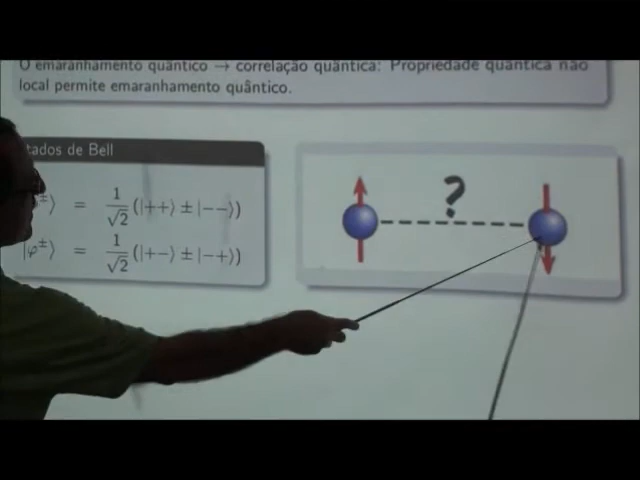 O emaranhamento quântico → correlação quântica: Propriedade quântica não
local permite emaranhamento quântico.
tados de Bell
±⟩ = 1/√2 (|++⟩ ± |−−⟩)
|φ±⟩ = 1/√2 (|+−⟩ ± |−+⟩)
?